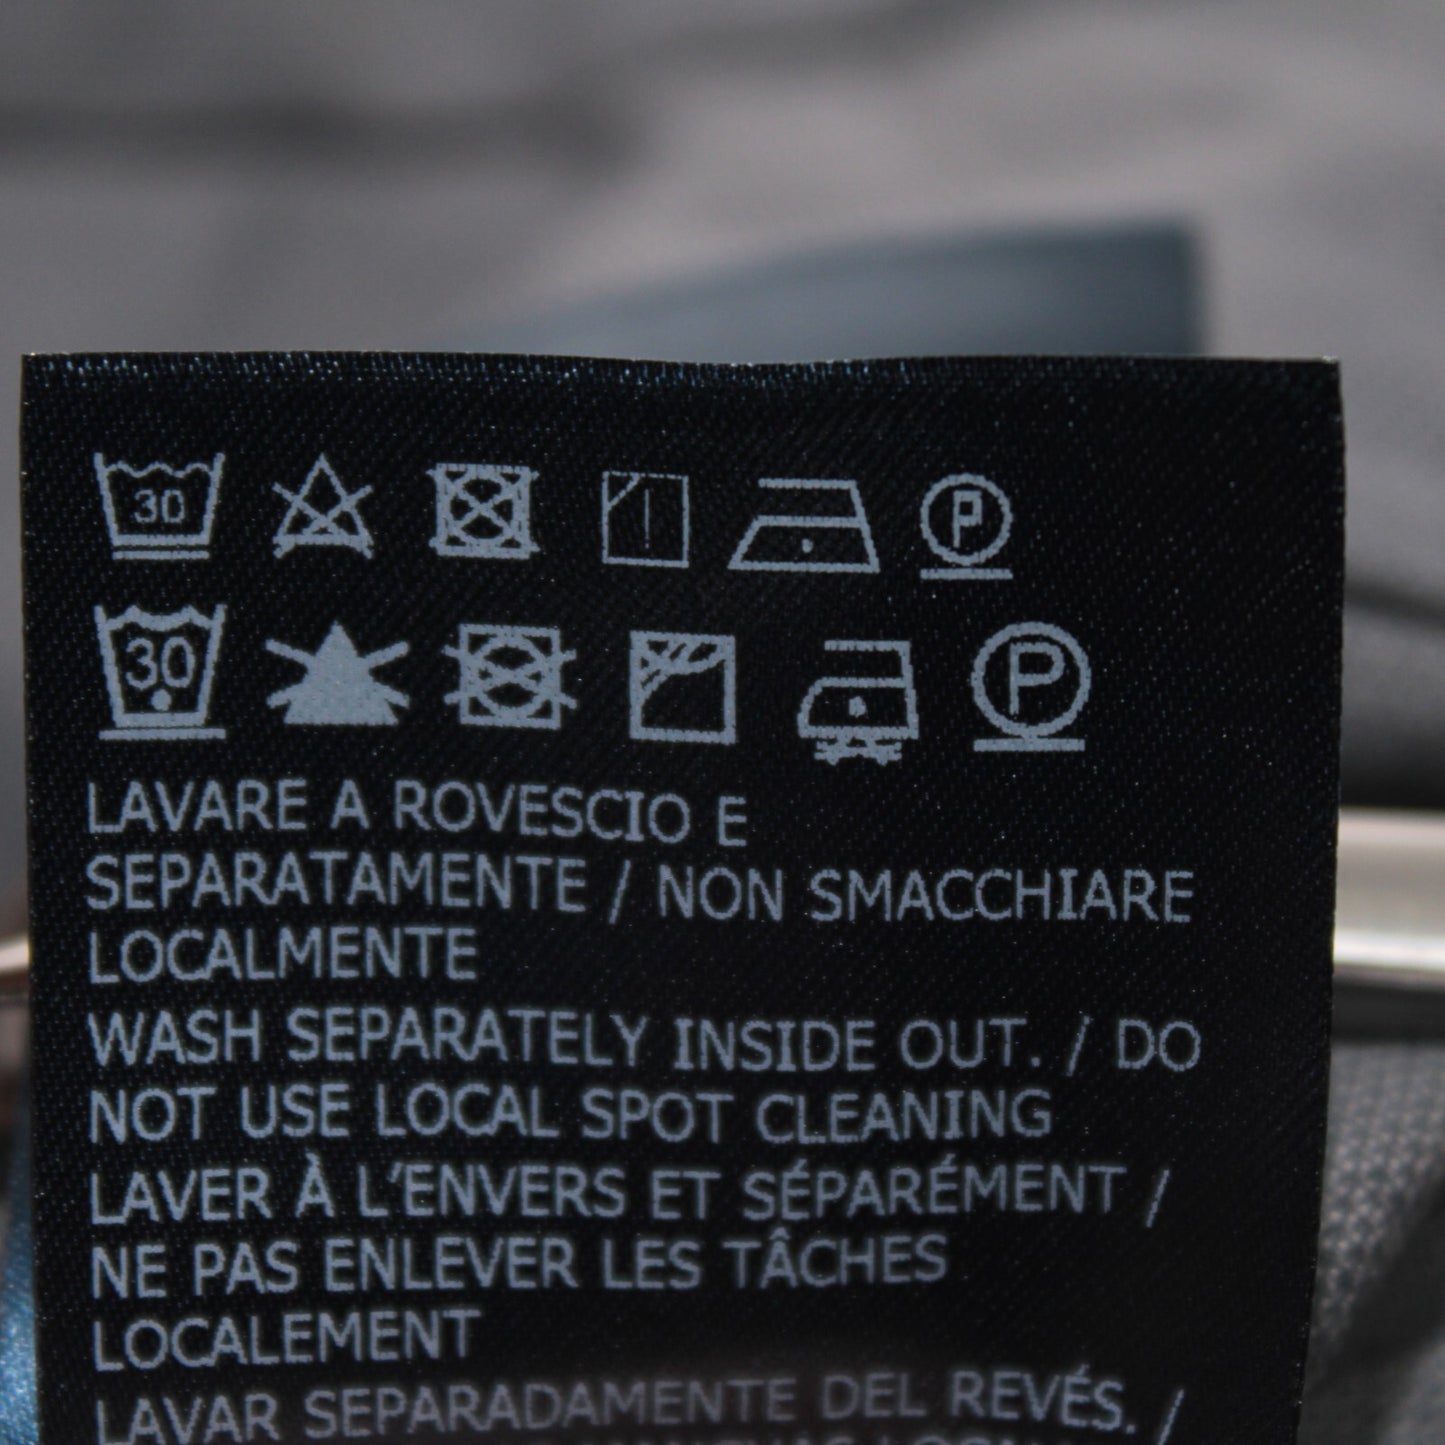 30 P
30 P
LAVARE A ROVESCIO E
SEPARATAMENTE / NON SMACCHIARE
LOCALMENTE
WASH SEPARATELY INSIDE OUT. / DO
NOT USE LOCAL SPOT CLEANING
LAVER À L'ENVERS ET SÉPARÉMENT /
NE PAS ENLEVER LES TÂCHES
LOCALEMENT
LAVAR SEPARADAMENTE DEL REVÉS. /